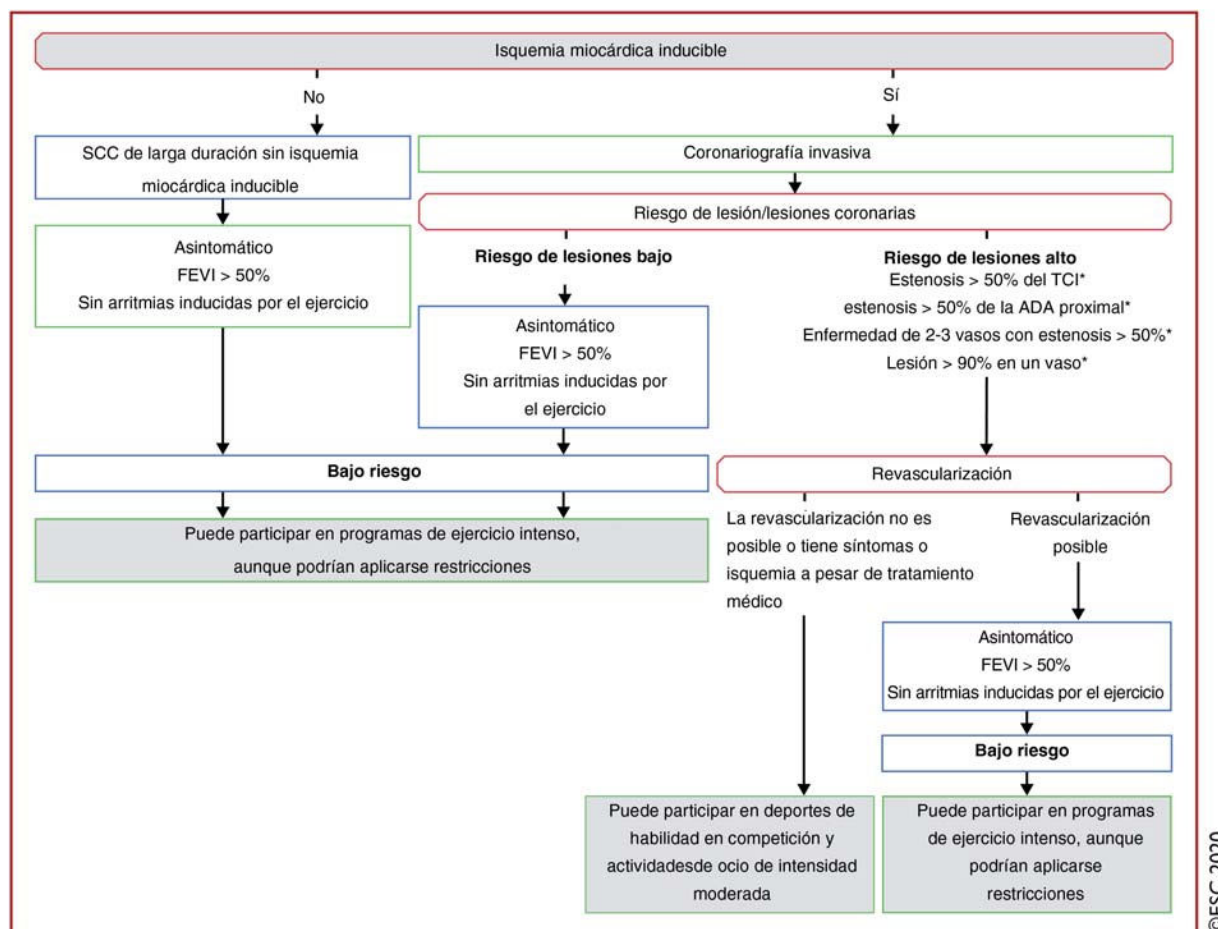 Isquemia miocárdica inducible
No
Sí
SCC de larga duración sin isquemia
miocárdica inducible
Coronariografía invasiva
Riesgo de lesión/lesiones coronarias
Asintomático
FEVI > 50%
Sin arritmias inducidas por el ejercicio
Riesgo de lesiones bajo
Asintomático
FEVI > 50%
Sin arritmias inducidas por
el ejercicio
Riesgo de lesiones alto
Estenosis > 50% del TCI*
estenosis > 50% de la ADA proximal*
Enfermedad de 2-3 vasos con estenosis > 50%*
Lesión > 90% en un vaso*
Bajo riesgo
Puede participar en programas de ejercicio intenso,
aunque podrían aplicarse restricciones
Revascularización
La revascularización no es
posible o tiene síntomas o
isquemia a pesar de tratamiento
médico
Revascularización
posible
Asintomático
FEVI > 50%
Sin arritmias inducidas por el ejercicio
Bajo riesgo
Puede participar en deportes de
habilidad en competición y
actividadesde ocio de intensidad
moderada
Puede participar en programas
de ejercicio intenso, aunque
podrían aplicarse
restricciones
©ESC 2020